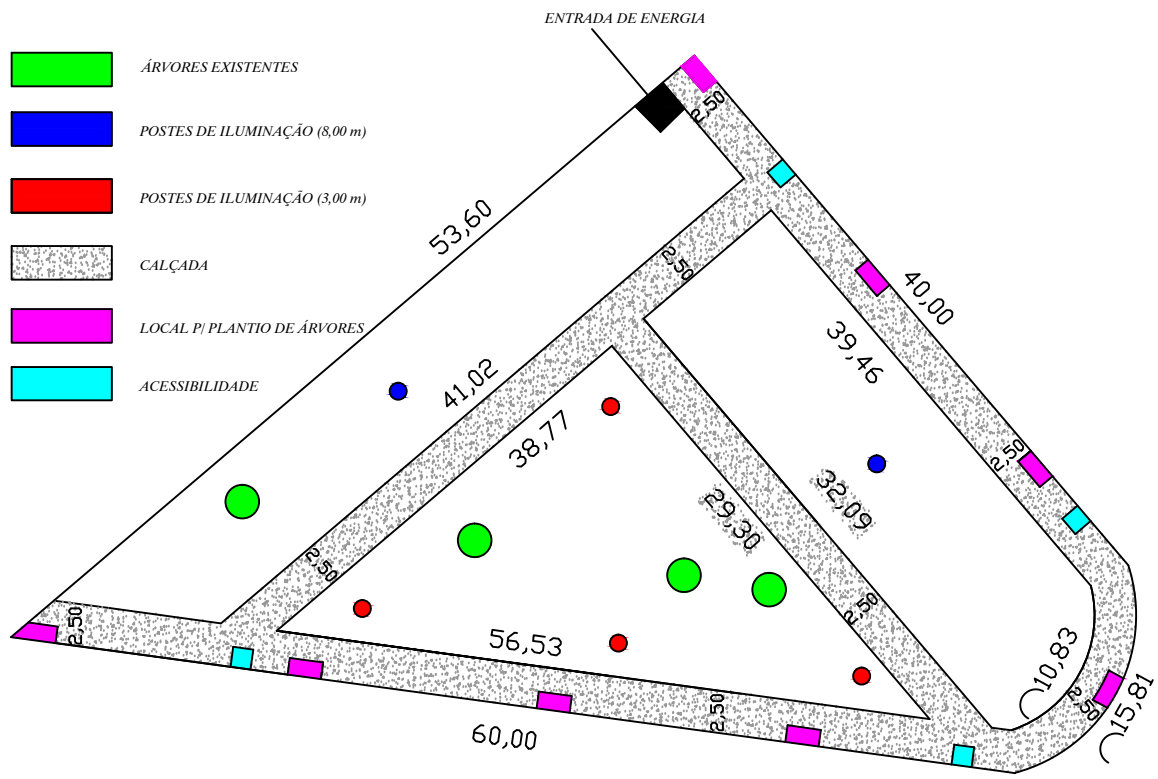 ENTRADA DE ENERGIA
ÁRVORES EXISTENTES
POSTES DE ILUMINAÇÃO (8,00 m)
POSTES DE ILUMINAÇÃO (3,00 m)
CALÇADA
LOCAL P/ PLANTIO DE ÁRVORES
ACESSIBILIDADE
2,50
53,60
2,50
40,00
39,46
41,02
38,77
2,50
32,09
29,30
2,50
2,50
2,50
56,53
10,83
2,50
15,81
2,50
60,00